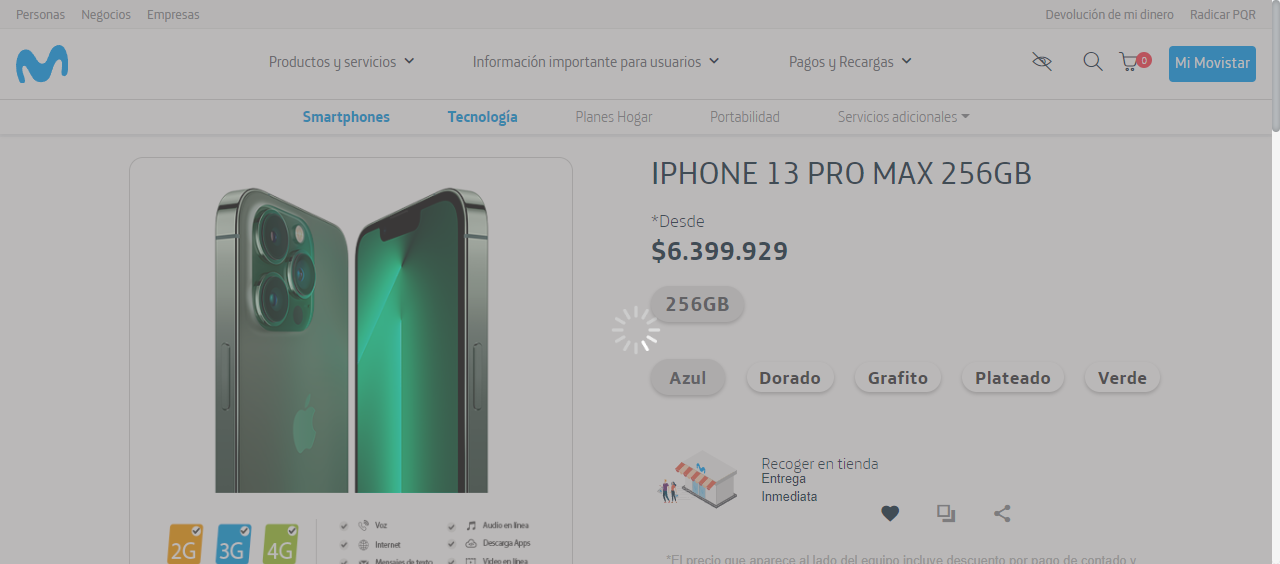 Personas Negocios Empresas Devolución de mi dinero Radicar PQR
Productos y servicios Información importante para usuarios Pagos y Recargas 0 Mi Movistar
Smartphones Tecnología Planes Hogar Portabilidad Servicios adicionales
IPHONE 13 PRO MAX 256GB
*Desde
$6.399.929
256GB
Azul Dorado Grafito Plateado Verde
Recoger en tienda
Entrega
Inmediata
2G 3G 4G
Voz
Internet
Mensajes de texto
Audio en línea
Descarga Apps
Video en línea
*El precio que aparece al lado del equipo incluye descuento por pago de contado y